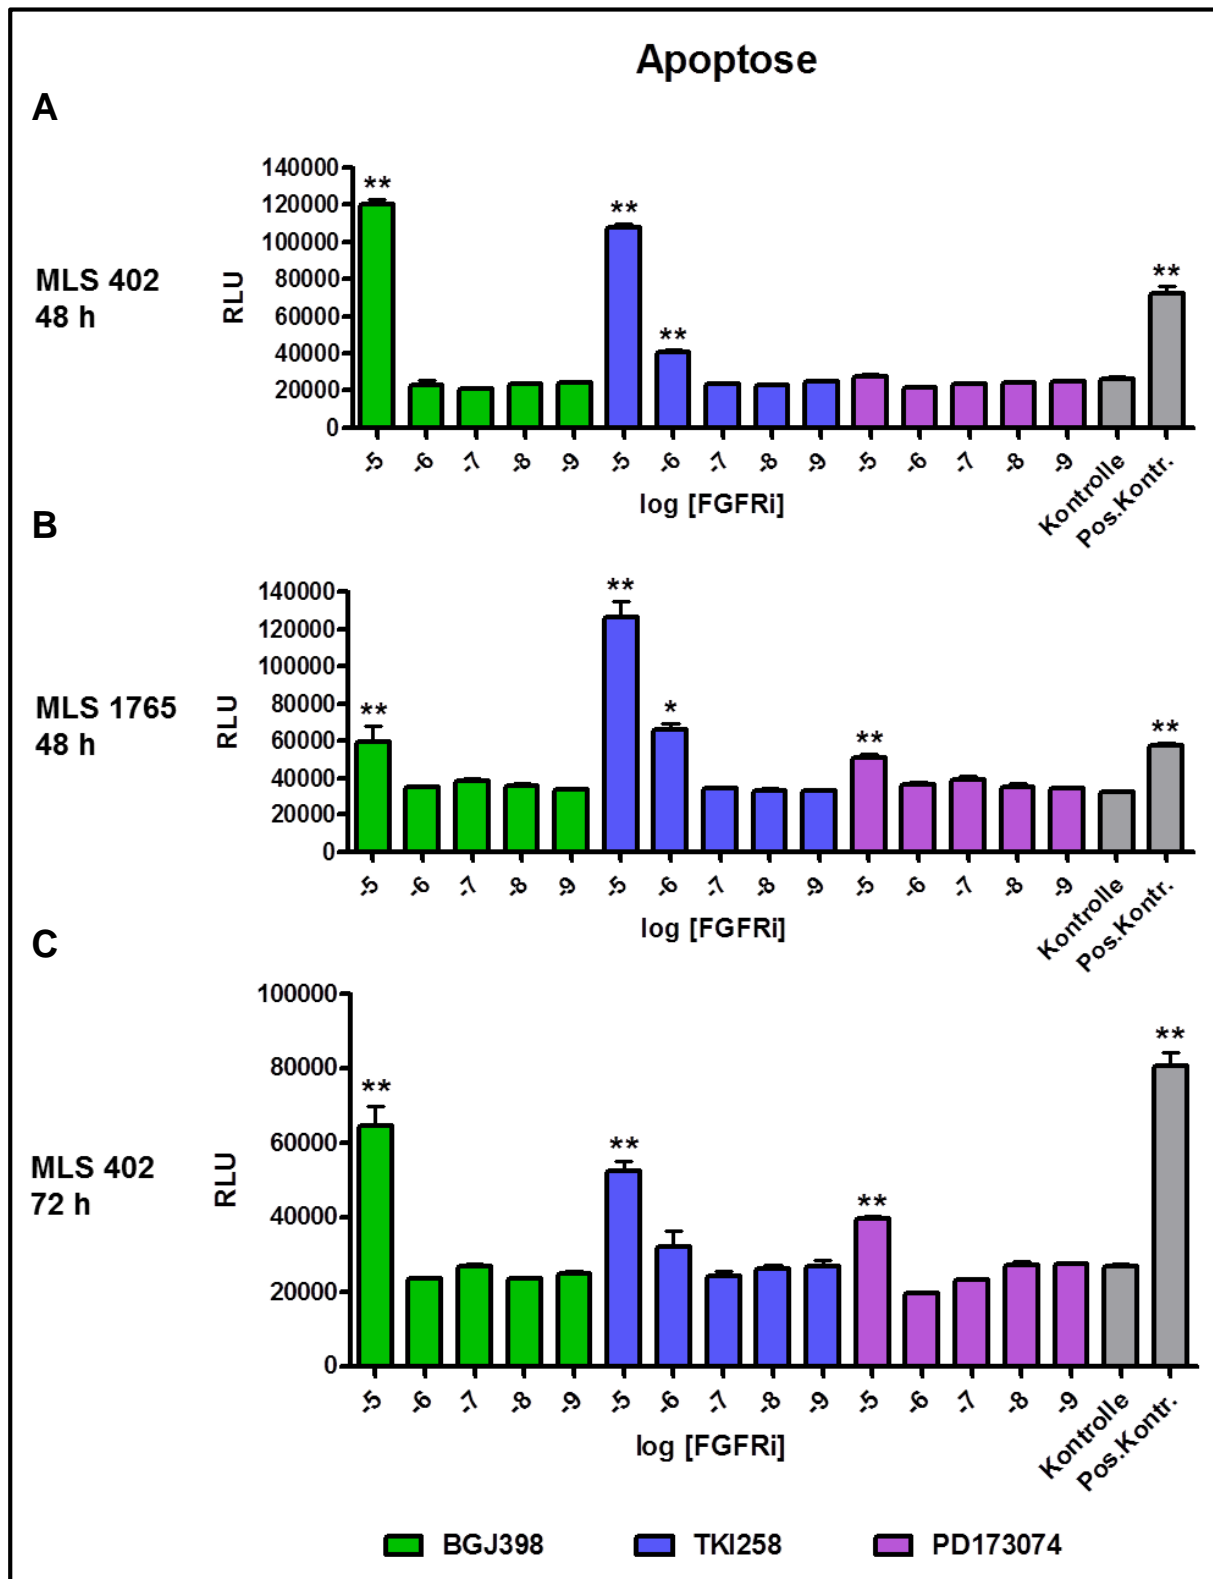 Apoptose
A
MLS 402
48 h
RLU
140000
120000
100000
80000
60000
40000
20000
0
** ** ** **
-5 -6 -7 -8 -9 -5 -6 -7 -8 -9 -5 -6 -7 -8 -9 Kontrolle Pos.Kontr.
log [FGFRi]
B
MLS 1765
48 h
RLU
140000
120000
100000
80000
60000
40000
20000
0
** ** * ** **
-5 -6 -7 -8 -9 -5 -6 -7 -8 -9 -5 -6 -7 -8 -9 Kontrolle Pos.Kontr.
log [FGFRi]
C
MLS 402
72 h
RLU
100000
80000
60000
40000
20000
0
** ** ** **
-5 -6 -7 -8 -9 -5 -6 -7 -8 -9 -5 -6 -7 -8 -9 Kontrolle Pos.Kontr.
log [FGFRi]
BGJ398 TKI258 PD173074